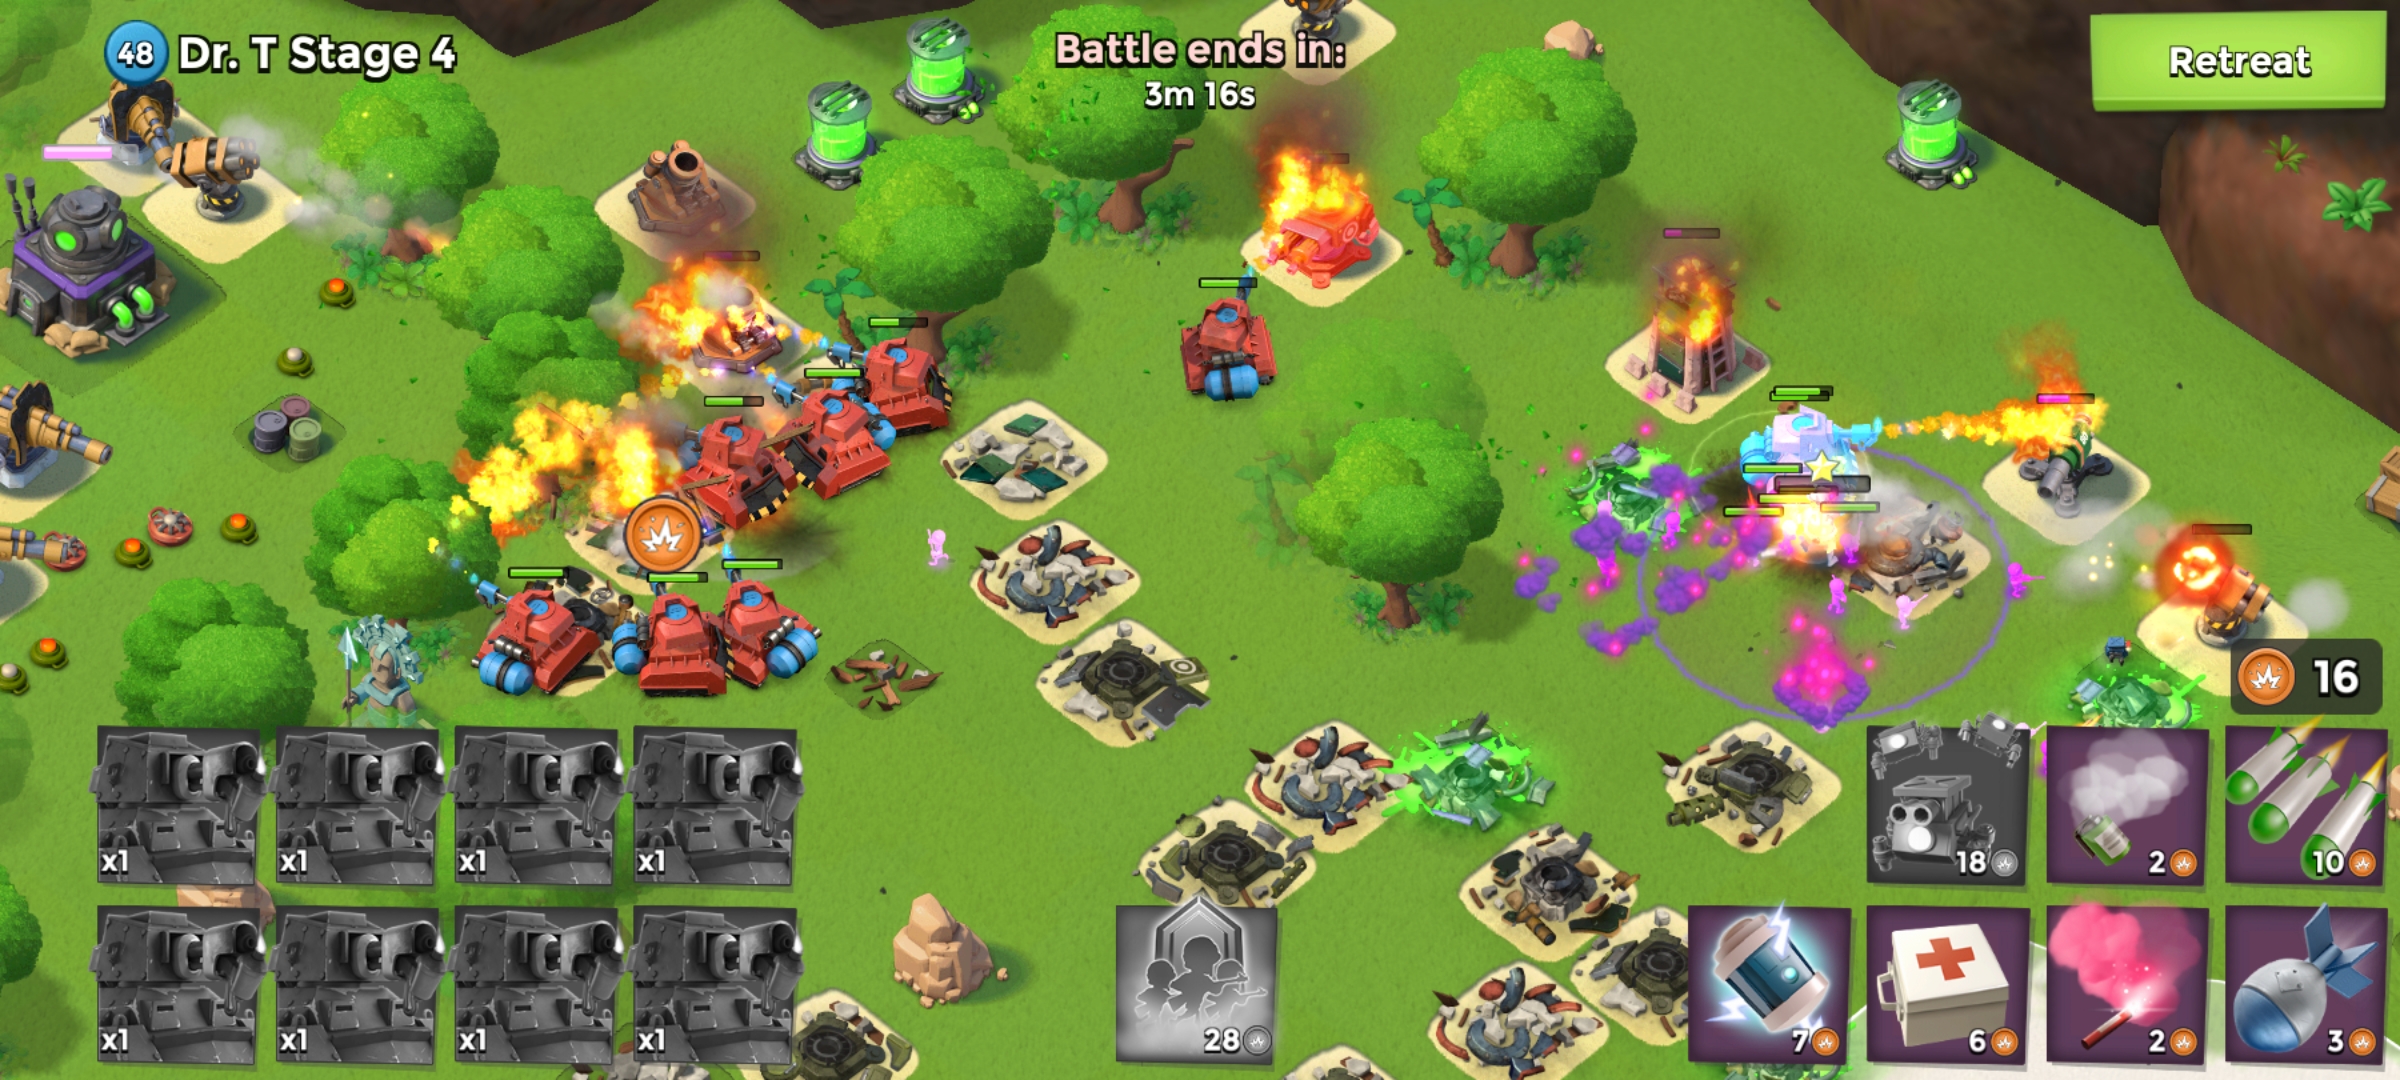 48 Dr. T Stage 4
Battle ends in:
3m 16s
Retreat
16
x1 x1 x1 x1
18 2 10
x1 x1 x1 x1
28 7 6 2 3